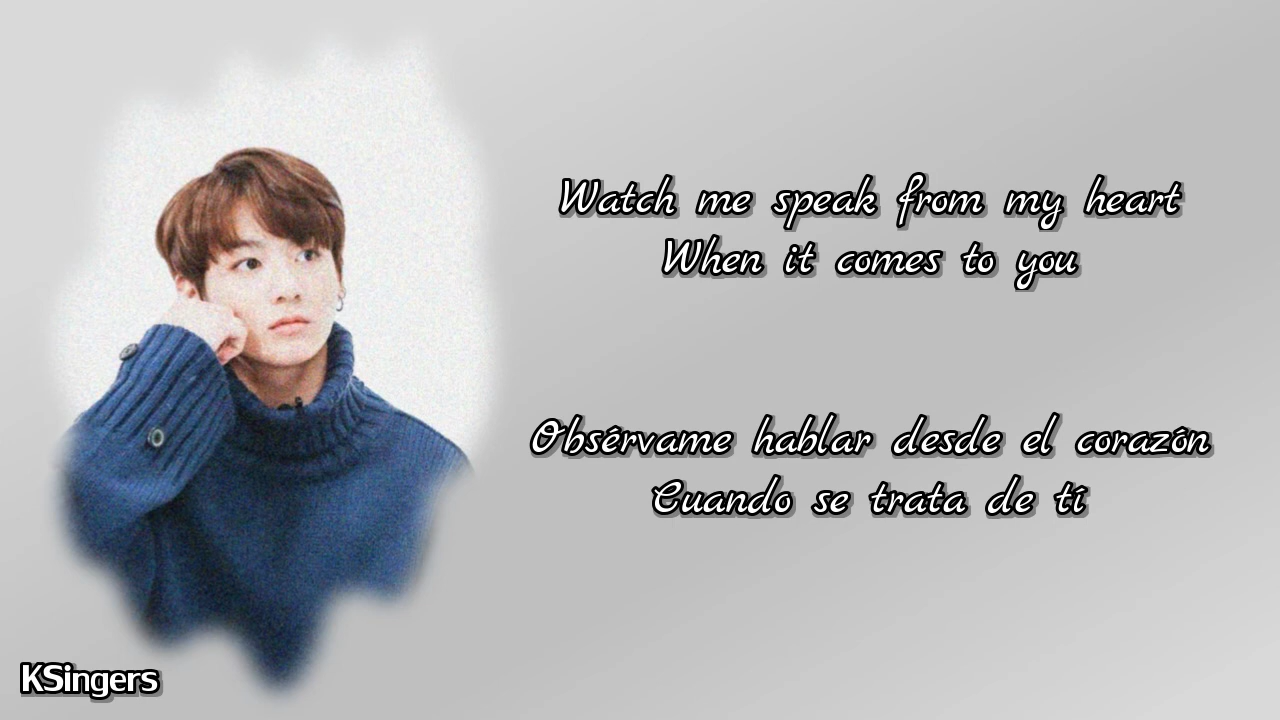 Watch me speak from my heart
When it comes to you
Obsérvame hablar desde el corazón
Cuando se trata de tí
KSingers